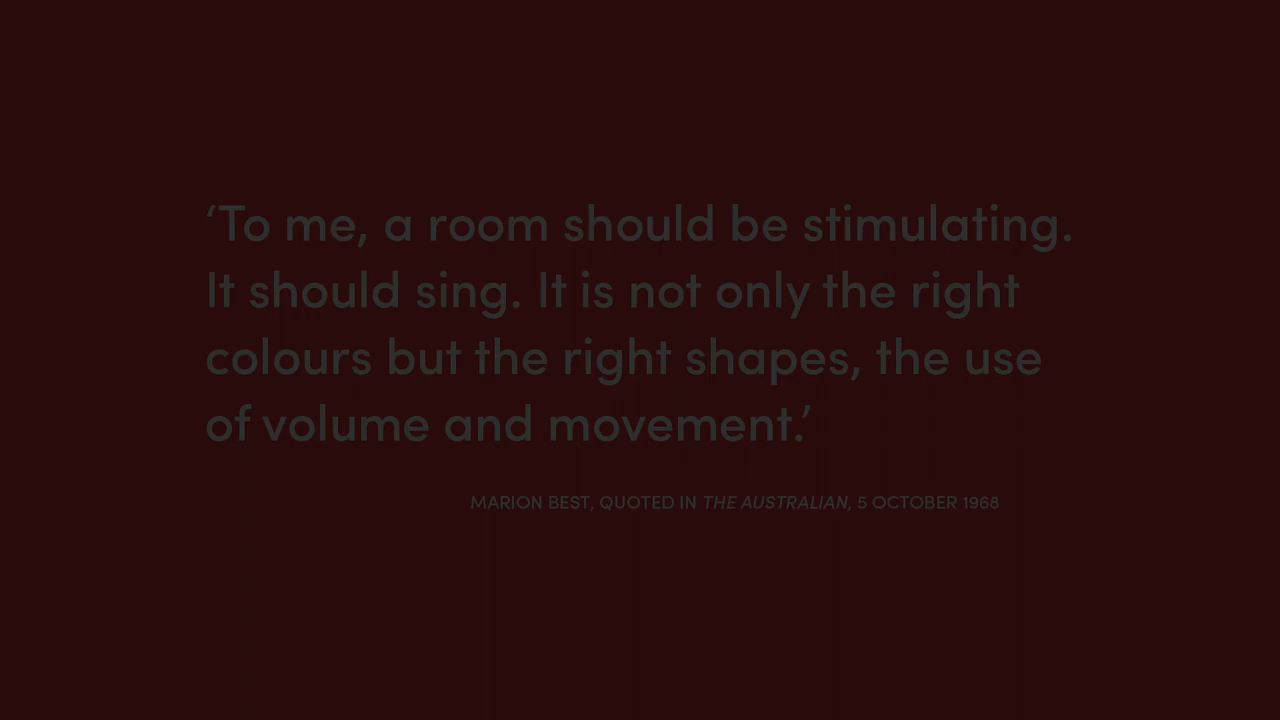 ‘To me, a room should be stimulating.
It should sing. It is not only the right
colours but the right shapes, the use
of volume and movement.’
MARION BEST, QUOTED IN THE AUSTRALIAN, 5 OCTOBER 1968